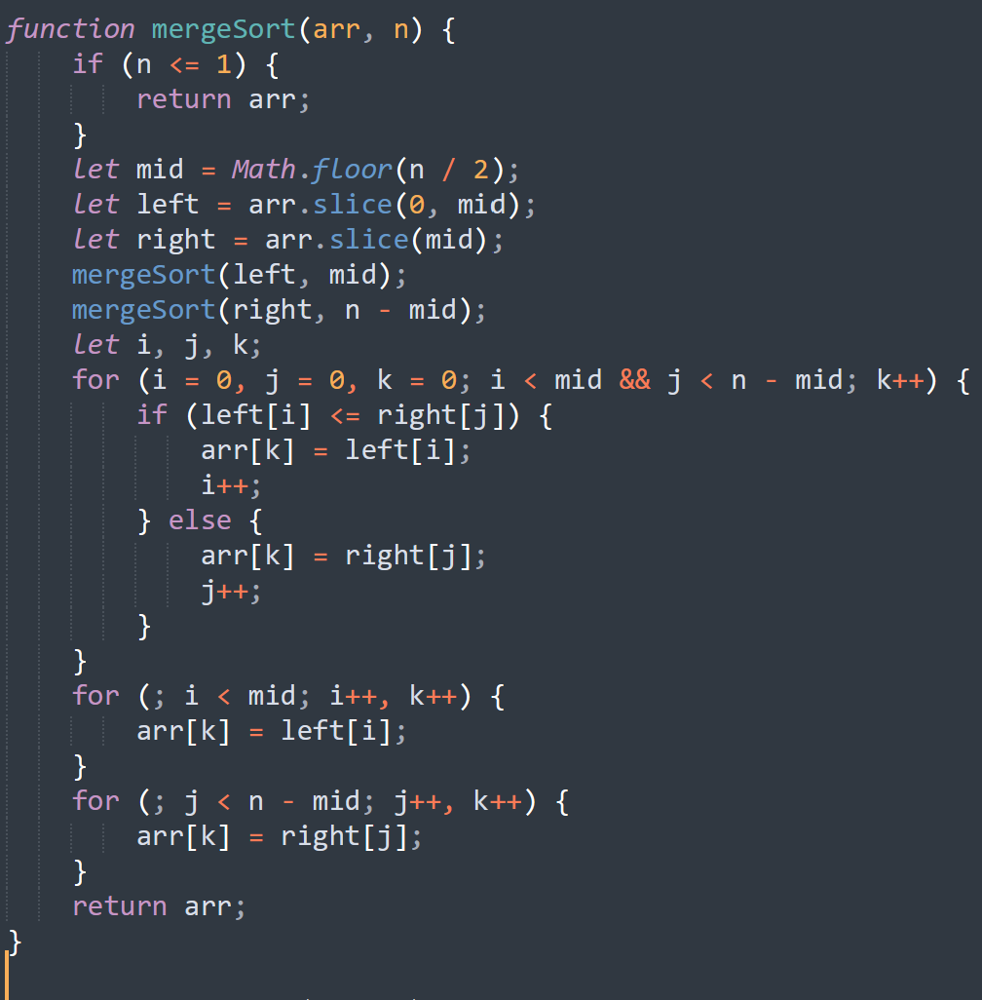 function mergeSort(arr, n) {
    if (n <= 1) {
        return arr;
    }
    let mid = Math.floor(n / 2);
    let left = arr.slice(0, mid);
    let right = arr.slice(mid);
    mergeSort(left, mid);
    mergeSort(right, n - mid);
    let i, j, k;
    for (i = 0, j = 0, k = 0; i < mid && j < n - mid; k++) {
        if (left[i] <= right[j]) {
            arr[k] = left[i];
            i++;
        } else {
            arr[k] = right[j];
            j++;
        }
    }
    for (; i < mid; i++, k++) {
        arr[k] = left[i];
    }
    for (; j < n - mid; j++, k++) {
        arr[k] = right[j];
    }
    return arr;
}